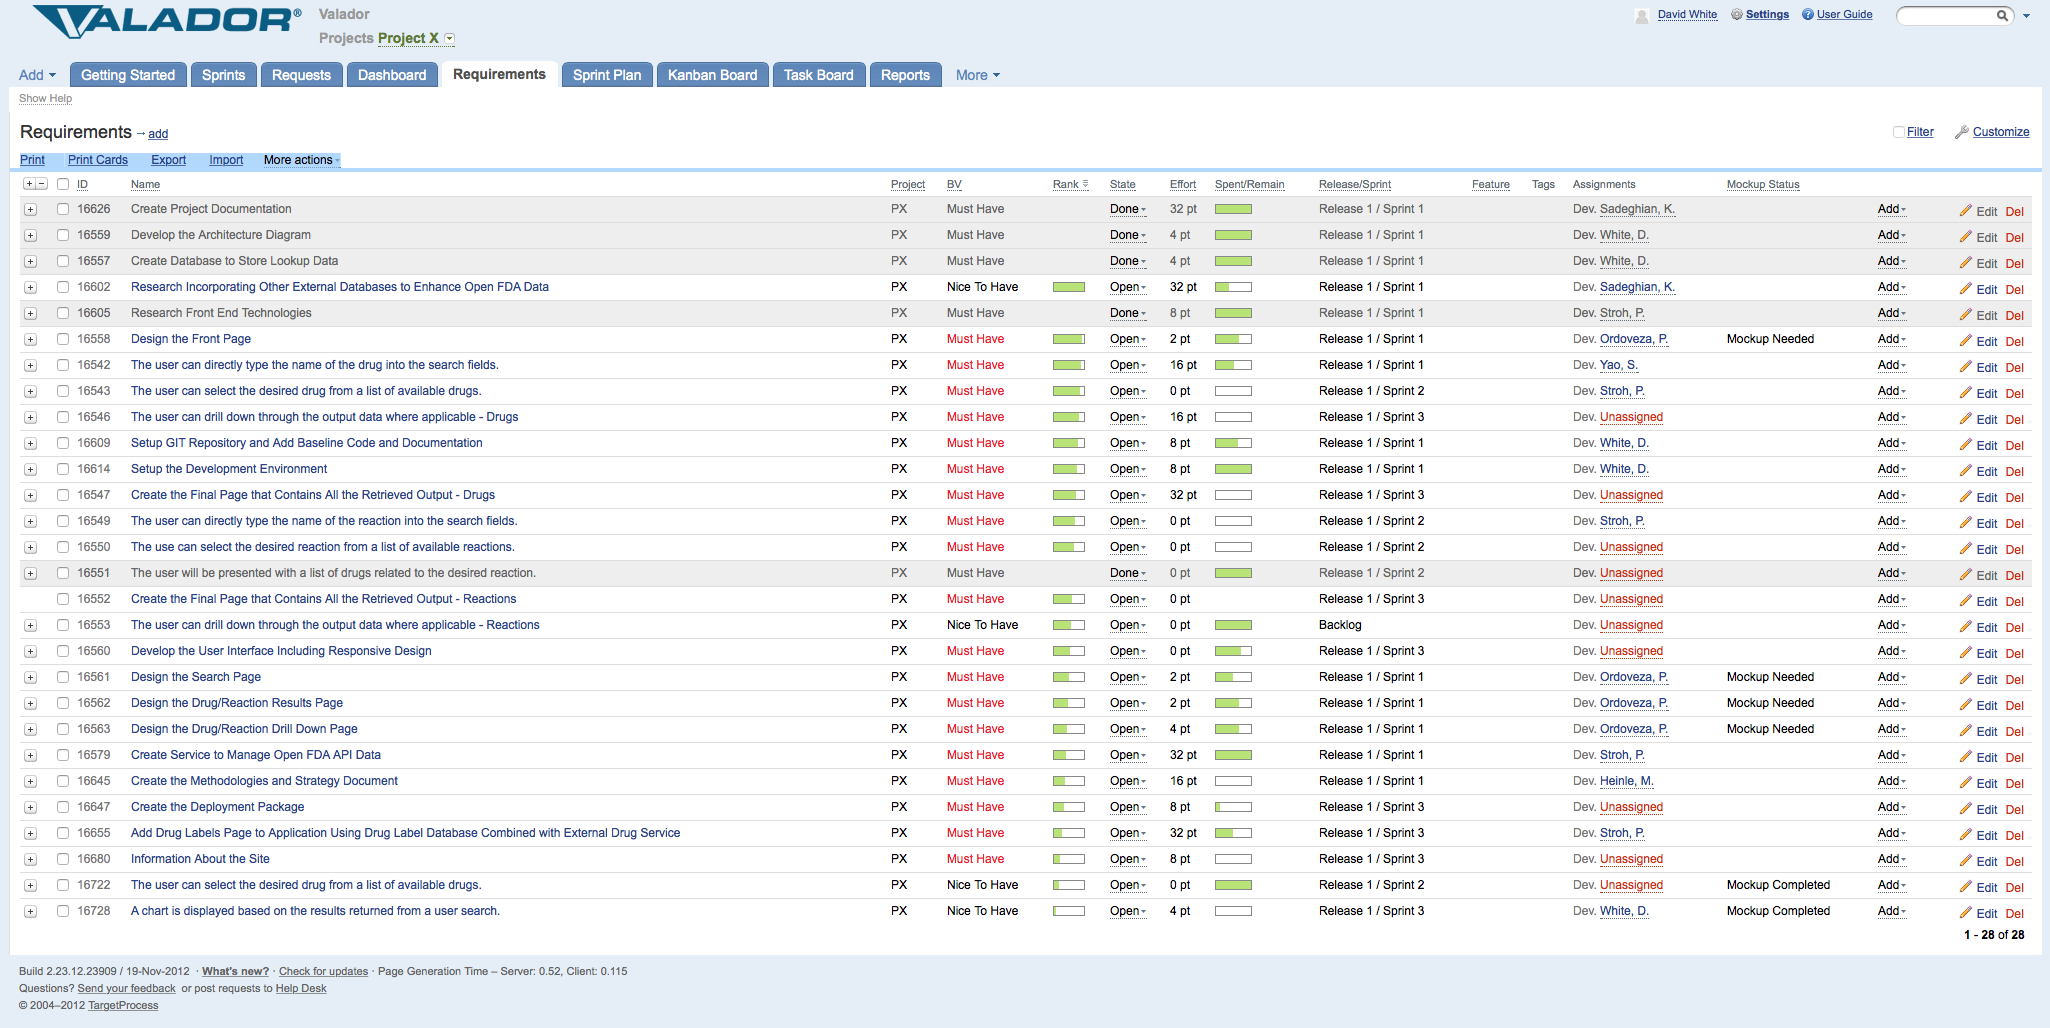 VALADOR®
Valador
Projects Project X
David White Settings User Guide
Add Getting Started Sprints Requests Dashboard Requirements Sprint Plan Kanban Board Task Board Reports More
Show Help
Requirements → add
Filter Customize
Print Print Cards Export Import More actions
ID Name Project BV Rank State Effort Spent/Remain Release/Sprint Feature Tags Assignments Mockup Status
16626 Create Project Documentation PX Must Have Done 32 pt Release 1 / Sprint 1 Dev. Sadeghian, K. Add Edit Del
16559 Develop the Architecture Diagram PX Must Have Done 4 pt Release 1 / Sprint 1 Dev. White, D. Add Edit Del
16557 Create Database to Store Lookup Data PX Must Have Done 4 pt Release 1 / Sprint 1 Dev. White, D. Add Edit Del
16602 Research Incorporating Other External Databases to Enhance Open FDA Data PX Nice To Have Open 32 pt Release 1 / Sprint 1 Dev. Sadeghian, K. Add Edit Del
16605 Research Front End Technologies PX Must Have Done 8 pt Release 1 / Sprint 1 Dev. Stroh, P. Add Edit Del
16558 Design the Front Page PX Must Have Open 2 pt Release 1 / Sprint 1 Dev. Ordoveza, P. Mockup Needed Add Edit Del
16542 The user can directly type the name of the drug into the search fields. PX Must Have Open 16 pt Release 1 / Sprint 1 Dev. Yao, S. Add Edit Del
16543 The user can select the desired drug from a list of available drugs. PX Must Have Open 0 pt Release 1 / Sprint 2 Dev. Stroh, P. Add Edit Del
16546 The user can drill down through the output data where applicable - Drugs PX Must Have Open 16 pt Release 1 / Sprint 3 Dev. Unassigned Add Edit Del
16609 Setup GIT Repository and Add Baseline Code and Documentation PX Must Have Open 8 pt Release 1 / Sprint 1 Dev. White, D. Add Edit Del
16614 Setup the Development Environment PX Must Have Open 8 pt Release 1 / Sprint 1 Dev. White, D. Add Edit Del
16547 Create the Final Page that Contains All the Retrieved Output - Drugs PX Must Have Open 32 pt Release 1 / Sprint 3 Dev. Unassigned Add Edit Del
16549 The user can directly type the name of the reaction into the search fields. PX Must Have Open 0 pt Release 1 / Sprint 2 Dev. Stroh, P. Add Edit Del
16550 The use can select the desired reaction from a list of available reactions. PX Must Have Open 0 pt Release 1 / Sprint 2 Dev. Unassigned Add Edit Del
16551 The user will be presented with a list of drugs related to the desired reaction. PX Must Have Done 0 pt Release 1 / Sprint 2 Dev. Unassigned Add Edit Del
16552 Create the Final Page that Contains All the Retrieved Output - Reactions PX Must Have Open 0 pt Release 1 / Sprint 3 Dev. Unassigned Add Edit Del
16553 The user can drill down through the output data where applicable - Reactions PX Nice To Have Open 0 pt Backlog Dev. Unassigned Add Edit Del
16560 Develop the User Interface Including Responsive Design PX Must Have Open 0 pt Release 1 / Sprint 3 Dev. Unassigned Add Edit Del
16561 Design the Search Page PX Must Have Open 2 pt Release 1 / Sprint 1 Dev. Ordoveza, P. Mockup Needed Add Edit Del
16562 Design the Drug/Reaction Results Page PX Must Have Open 2 pt Release 1 / Sprint 1 Dev. Ordoveza, P. Mockup Needed Add Edit Del
16563 Design the Drug/Reaction Drill Down Page PX Must Have Open 4 pt Release 1 / Sprint 1 Dev. Ordoveza, P. Mockup Needed Add Edit Del
16579 Create Service to Manage Open FDA API Data PX Must Have Open 32 pt Release 1 / Sprint 1 Dev. Stroh, P. Add Edit Del
16645 Create the Methodologies and Strategy Document PX Must Have Open 16 pt Release 1 / Sprint 1 Dev. Heinle, M. Add Edit Del
16647 Create the Deployment Package PX Must Have Open 8 pt Release 1 / Sprint 3 Dev. Unassigned Add Edit Del
16655 Add Drug Labels Page to Application Using Drug Label Database Combined with External Drug Service PX Must Have Open 32 pt Release 1 / Sprint 3 Dev. Stroh, P. Add Edit Del
16680 Information About the Site PX Must Have Open 8 pt Release 1 / Sprint 3 Dev. Unassigned Add Edit Del
16722 The user can select the desired drug from a list of available drugs. PX Nice To Have Open 0 pt Release 1 / Sprint 2 Dev. Unassigned Mockup Completed Add Edit Del
16728 A chart is displayed based on the results returned from a user search. PX Nice To Have Open 4 pt Release 1 / Sprint 3 Dev. White, D. Mockup Completed Add Edit Del
1 - 28 of 28
Build 2.23.12.23909 / 19-Nov-2012 · What's new? · Check for updates · Page Generation Time – Server: 0.52, Client: 0.115
Questions? Send your feedback or post requests to Help Desk
© 2004–2012 TargetProcess